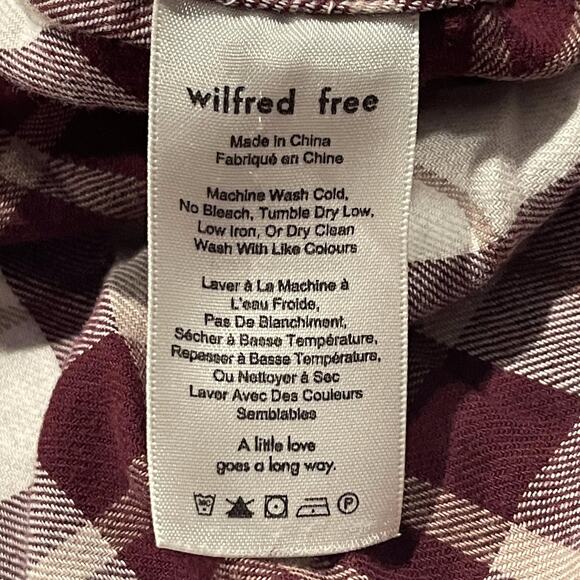 wilfred free
Made in China
Fabriqué en Chine
Machine Wash Cold,
No Bleach, Tumble Dry Low,
Low Iron, Or Dry Clean
Wash With Like Colours
Laver à La Machine à
L'eau Froide,
Pas De Blanchiment,
Sécher à Basse Température,
Repasser à Basse Température,
Ou Nettoyer à Sec
Laver Avec Des Couleurs
Semblables
A little love
goes a long way.
P